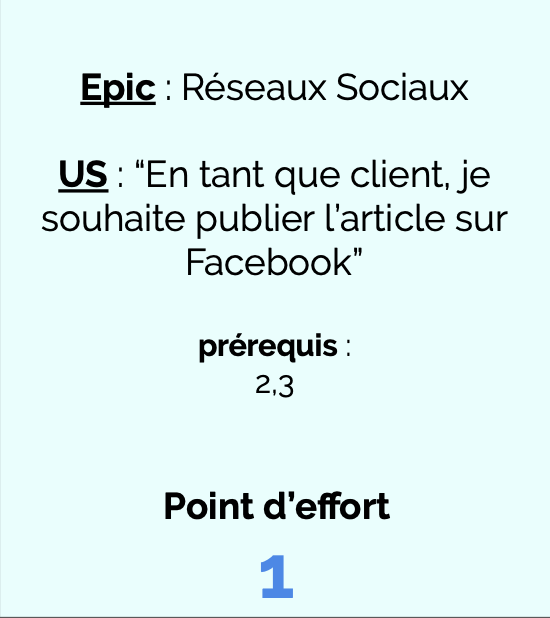 Epic : Réseaux Sociaux
US : “En tant que client, je
souhaite publier l’article sur
Facebook”
prérequis :
2,3
Point d’effort
1